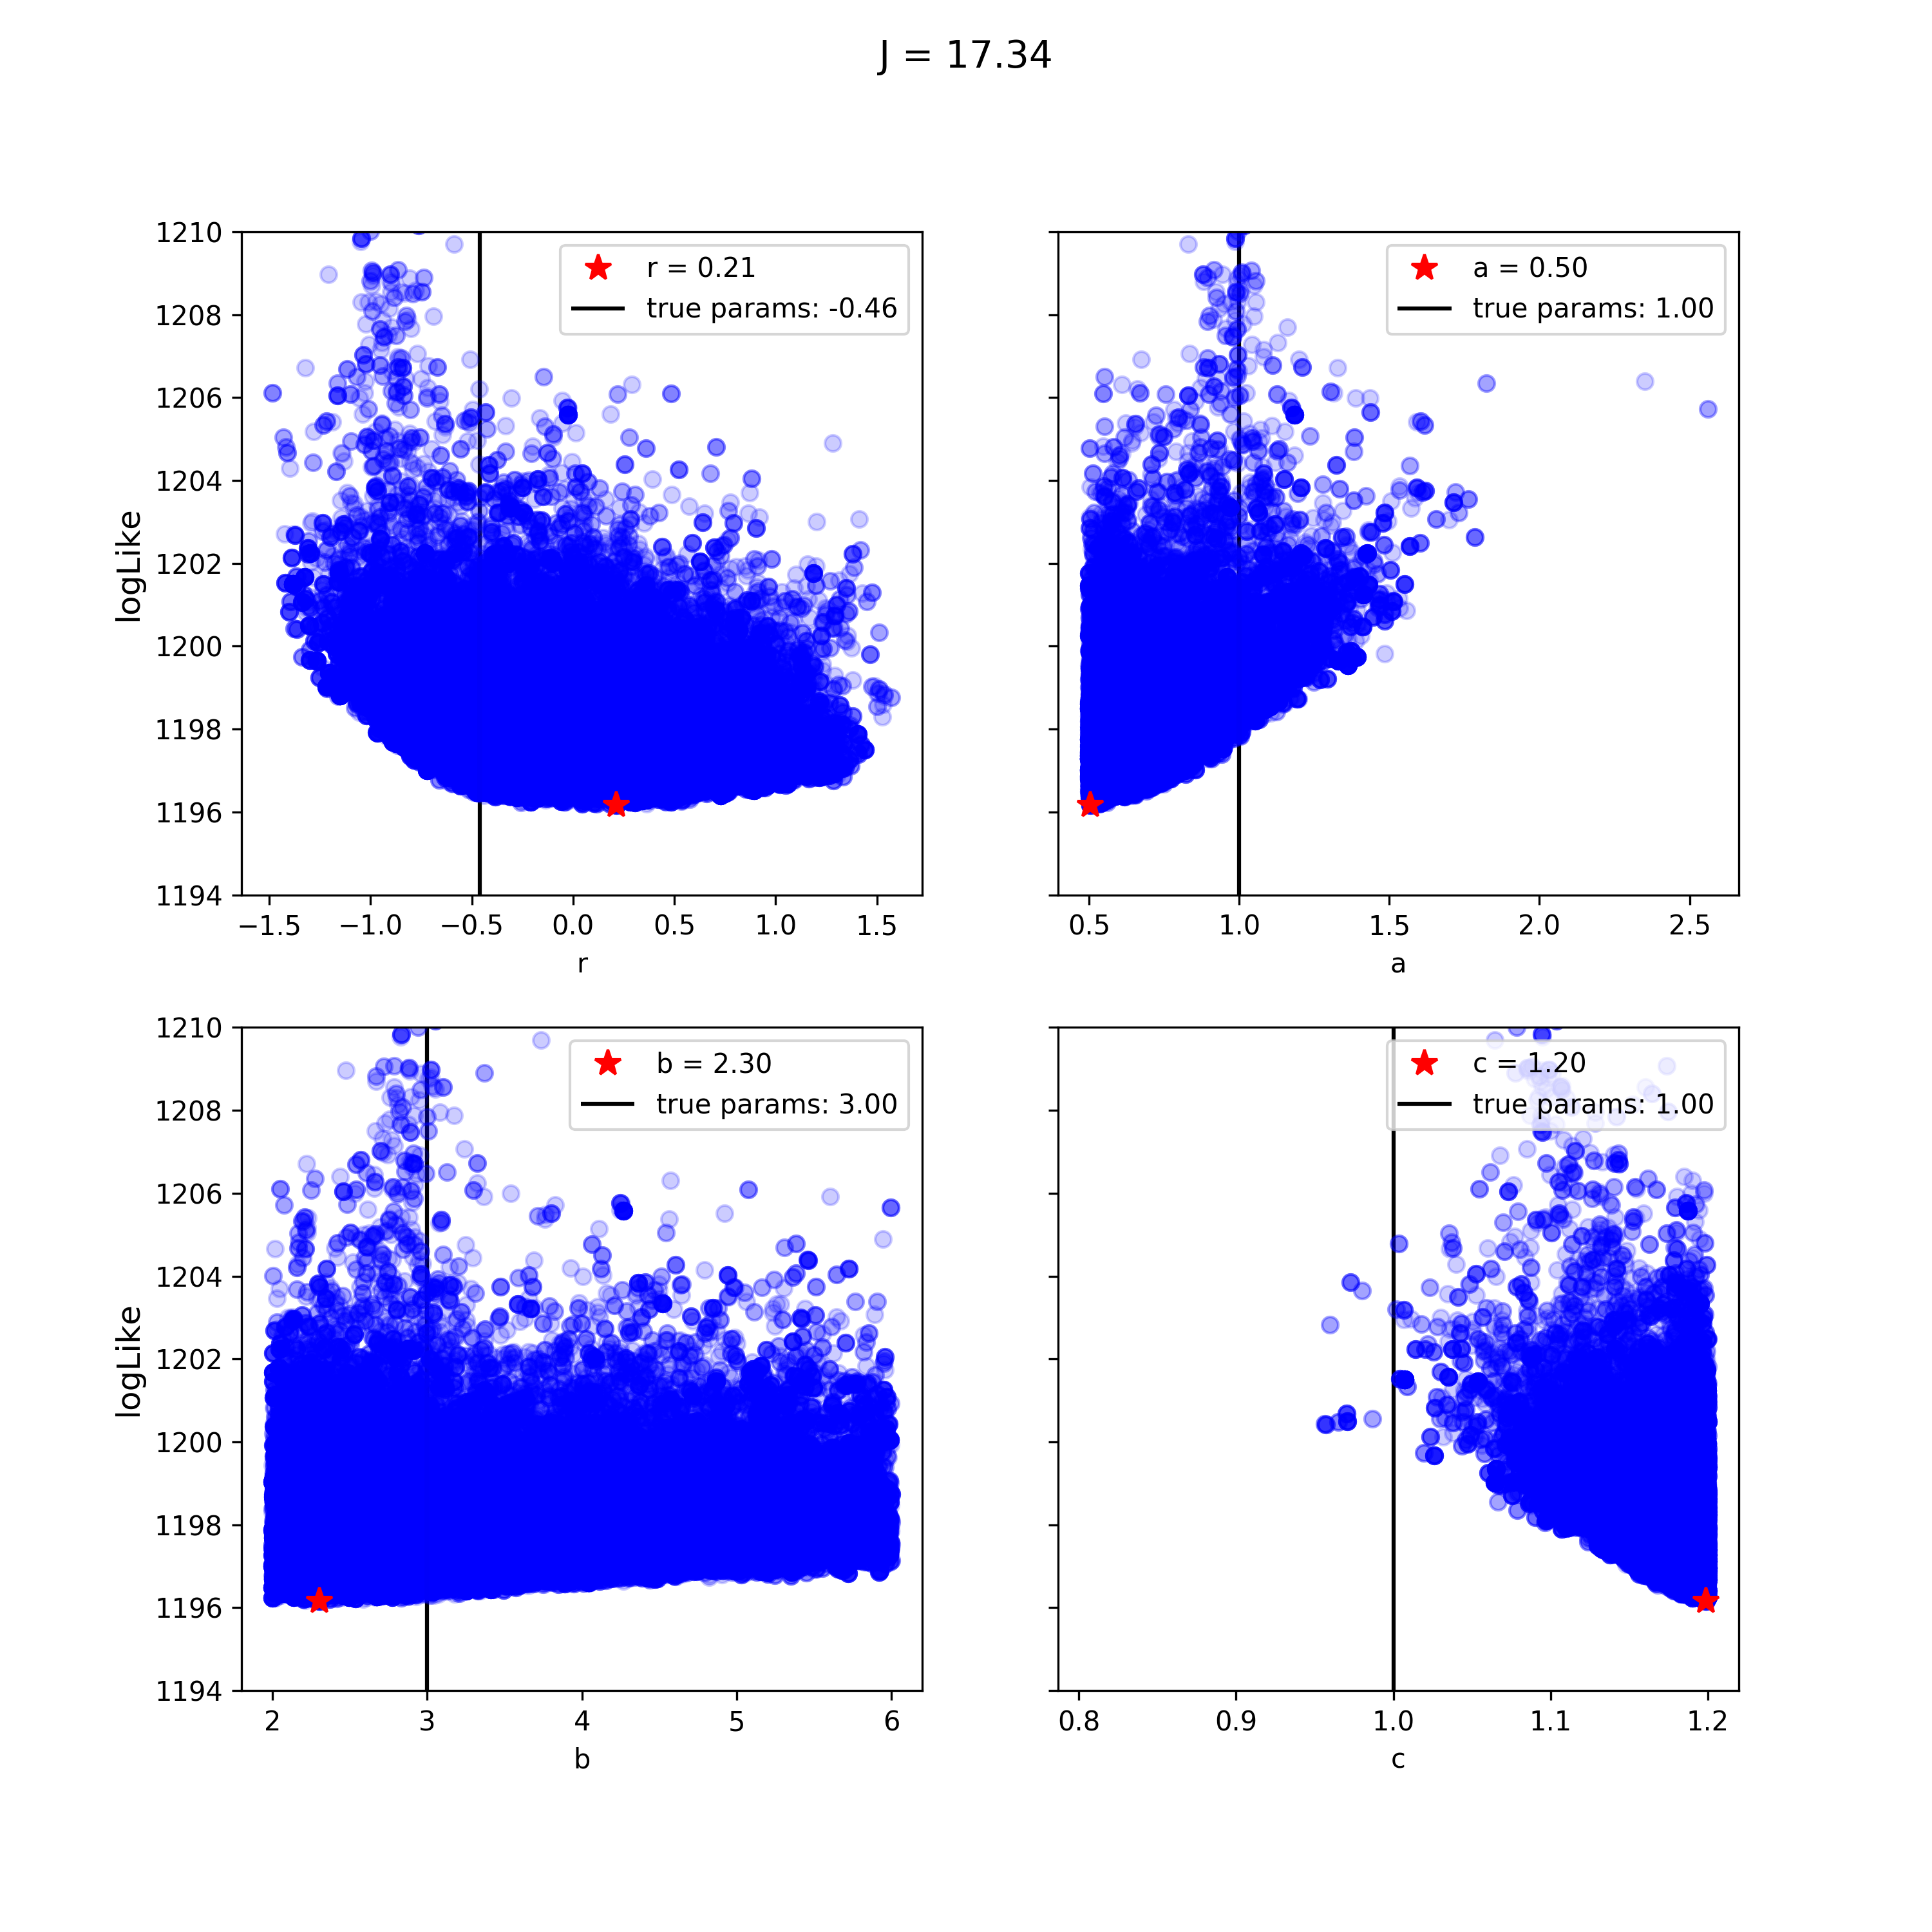 J = 17.34
1210
1208
1206
1204
1202
1200
1198
1196
1194
logLike
r = 0.21
true params: -0.46
−1.5 −1.0 −0.5 0.0 0.5 1.0 1.5
r
a = 0.50
true params: 1.00
0.5 1.0 1.5 2.0 2.5
a
1210
1208
1206
1204
1202
1200
1198
1196
1194
logLike
b = 2.30
true params: 3.00
2 3 4 5 6
b
c = 1.20
true params: 1.00
0.8 0.9 1.0 1.1 1.2
c